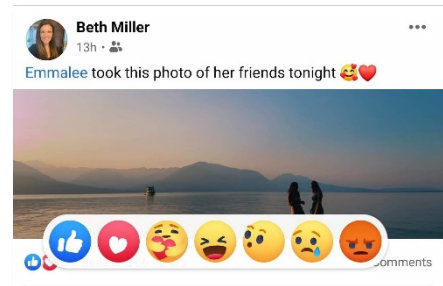 Beth Miller
13h
Emmalee took this photo of her friends tonight 🥰❤️
omments